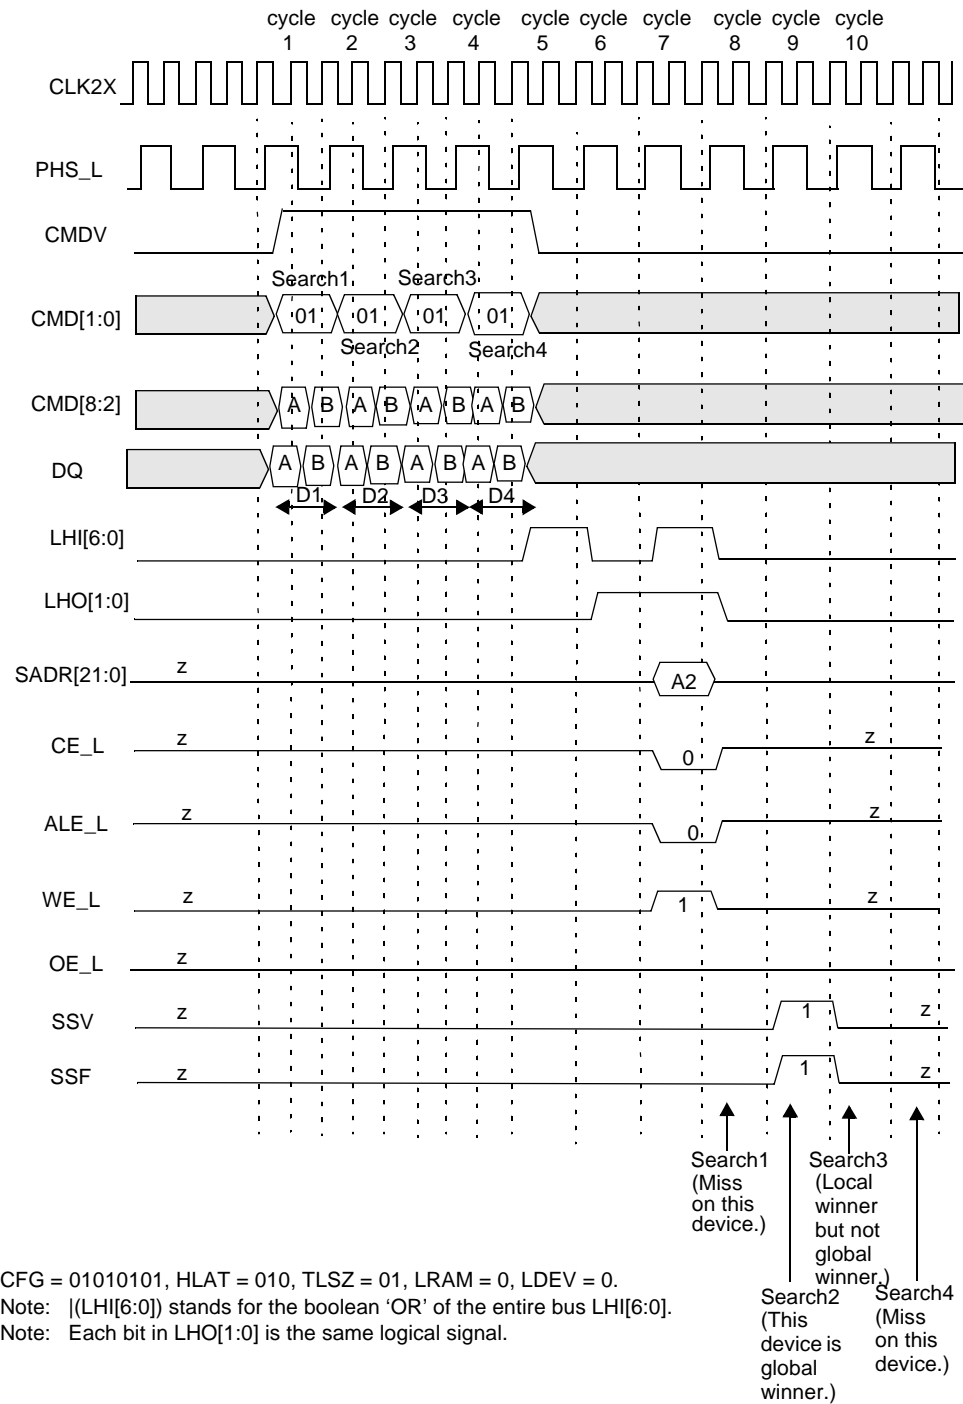 cycle cycle cycle cycle cycle cycle cycle cycle cycle cycle
1 2 3 4 5 6 7 8 9 10
CLK2X
PHS_L
CMDV
Search1 Search3
CMD[1:0] 01 01 01 01
Search2 Search4
CMD[8:2] A B A B A B A B
DQ A B A B A B A B
D1 D2 D3 D4
LHI[6:0]
LHO[1:0]
SADR[21:0] z A2
CE_L z 0 z
ALE_L z 0 z
WE_L z 1 z
OE_L z
SSV z 1 z
SSF z 1 z
Search1
(Miss
on this
device.)
Search3
(Local
winner
but not
global
winner.)
Search2
(This
device is
global
winner.)
Search4
(Miss
on this
device.)
CFG = 01010101, HLAT = 010, TLSZ = 01, LRAM = 0, LDEV = 0.
Note: |(LHI[6:0]) stands for the boolean ‘OR’ of the entire bus LHI[6:0].
Note: Each bit in LHO[1:0] is the same logical signal.